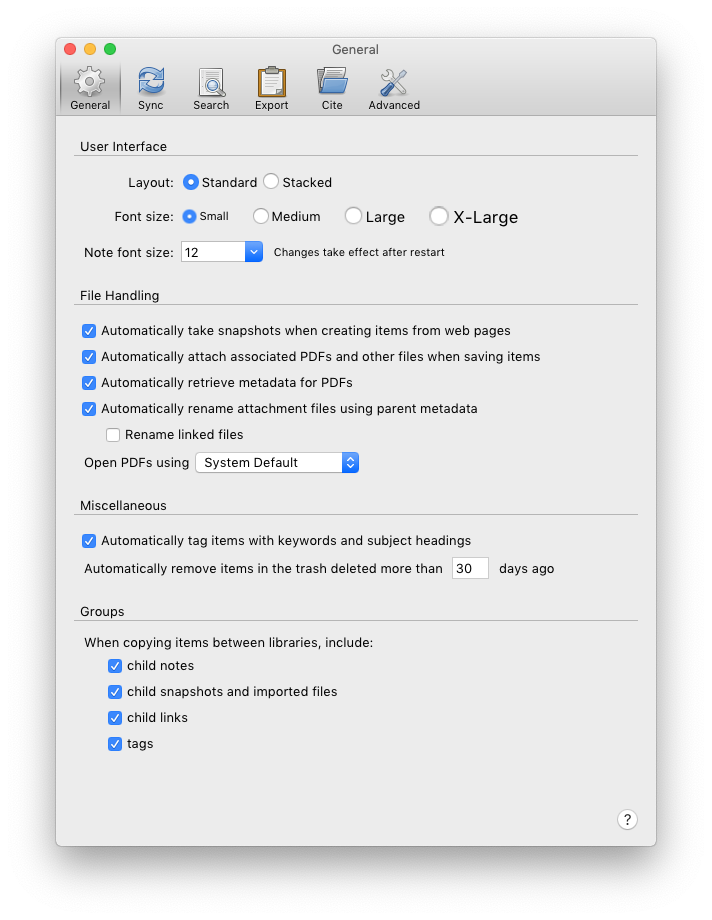 General
General Sync Search Export Cite Advanced
User Interface
Layout: Standard Stacked
Font size: Small Medium Large X-Large
Note font size: 12 Changes take effect after restart
File Handling
Automatically take snapshots when creating items from web pages
Automatically attach associated PDFs and other files when saving items
Automatically retrieve metadata for PDFs
Automatically rename attachment files using parent metadata
Rename linked files
Open PDFs using System Default
Miscellaneous
Automatically tag items with keywords and subject headings
Automatically remove items in the trash deleted more than 30 days ago
Groups
When copying items between libraries, include:
child notes
child snapshots and imported files
child links
tags
?